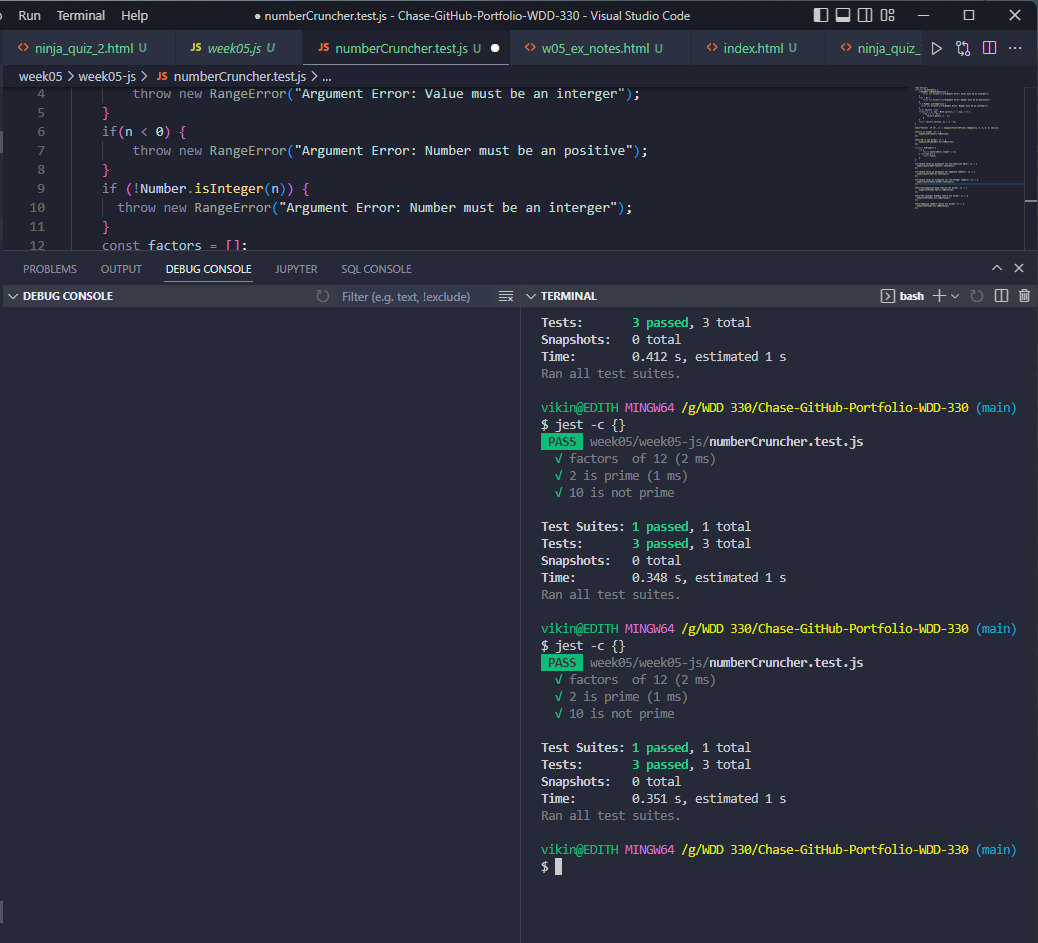 Run Terminal Help ● numberCruncher.test.js - Chase-GitHub-Portfolio-WDD-330 - Visual Studio Code
<> ninja_quiz_2.html U JS week05.js U JS numberCruncher.test.js U ● <> w05_ex_notes.html U <> index.html U <> ninja_quiz_
week05 > week05-js > JS numberCruncher.test.js > ...
4 throw new RangeError("Argument Error: Value must be an interger");
5 }
6 if(n < 0) {
7 throw new RangeError("Argument Error: Number must be an positive");
8 }
9 if (!Number.isInteger(n)) {
10 throw new RangeError("Argument Error: Number must be an interger");
11 }
12 const factors = [];
PROBLEMS OUTPUT DEBUG CONSOLE JUPYTER SQL CONSOLE
DEBUG CONSOLE Filter (e.g. text, !exclude)
TERMINAL bash
Tests: 3 passed, 3 total
Snapshots: 0 total
Time: 0.412 s, estimated 1 s
Ran all test suites.
vikin@EDITH MINGW64 /g/WDD 330/Chase-GitHub-Portfolio-WDD-330 (main)
$ jest -c {}
PASS week05/week05-js/numberCruncher.test.js
√ factors of 12 (2 ms)
√ 2 is prime (1 ms)
√ 10 is not prime
Test Suites: 1 passed, 1 total
Tests: 3 passed, 3 total
Snapshots: 0 total
Time: 0.348 s, estimated 1 s
Ran all test suites.
vikin@EDITH MINGW64 /g/WDD 330/Chase-GitHub-Portfolio-WDD-330 (main)
$ jest -c {}
PASS week05/week05-js/numberCruncher.test.js
√ factors of 12 (2 ms)
√ 2 is prime (1 ms)
√ 10 is not prime
Test Suites: 1 passed, 1 total
Tests: 3 passed, 3 total
Snapshots: 0 total
Time: 0.351 s, estimated 1 s
Ran all test suites.
vikin@EDITH MINGW64 /g/WDD 330/Chase-GitHub-Portfolio-WDD-330 (main)
$